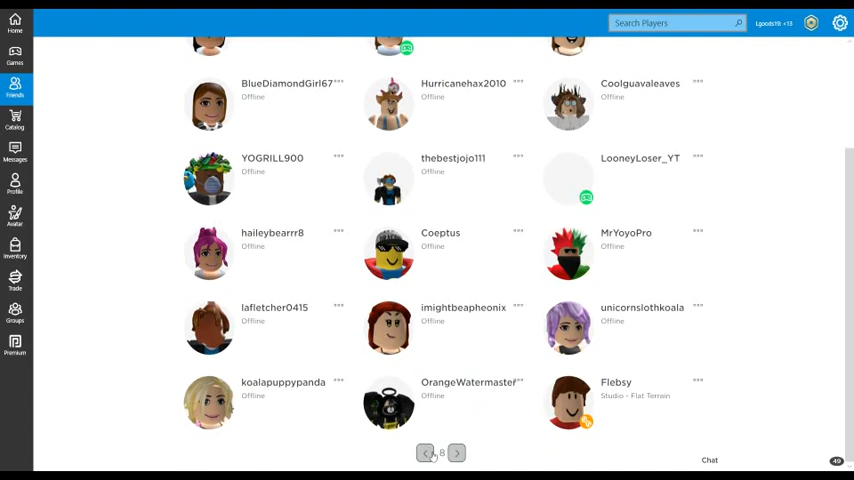 Search Players
Lgoods19: <13
Home
Games
Friends
Catalog
Messages
Profile
Avatar
Inventory
Trade
Groups
Premium
BlueDiamondGirl67
Offline
Hurricanehax2010
Offline
Coolguavaleaves
Offline
YOGRILL900
Offline
thebestjojo111
Offline
LooneyLoser_YT
haileybearrr8
Offline
Coeptus
Offline
MrYoyoPro
Offline
lafletcher0415
Offline
imightbeapheonix
Offline
unicornslothkoala
Offline
koalapuppypanda
Offline
OrangeWatermaster
Offline
Flebsy
Studio - Flat Terrain
8
Chat
49